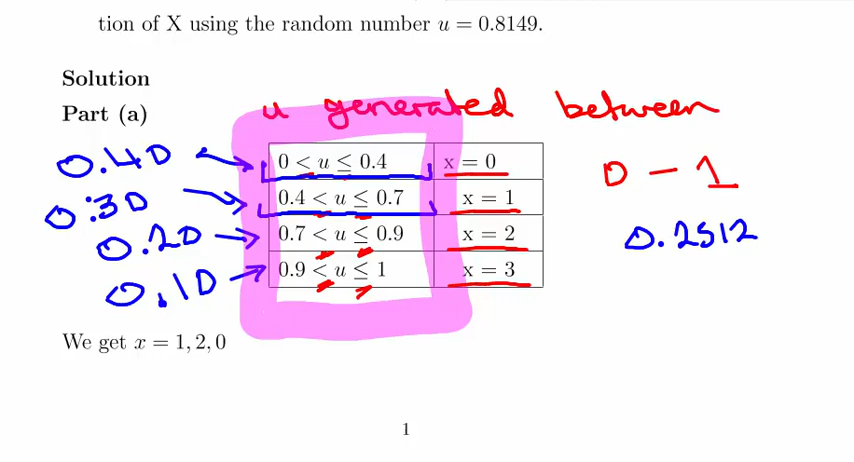 tion of X using the random number u = 0.8149.
Solution
Part (a)
u generated between
0 – 1
0.40
0 < u ≤ 0.4 x = 0
0.30
0.4 < u ≤ 0.7 x = 1
0.20
0.7 < u ≤ 0.9 x = 2
0.2512
0.10
0.9 < u ≤ 1 x = 3
We get x = 1, 2, 0
1